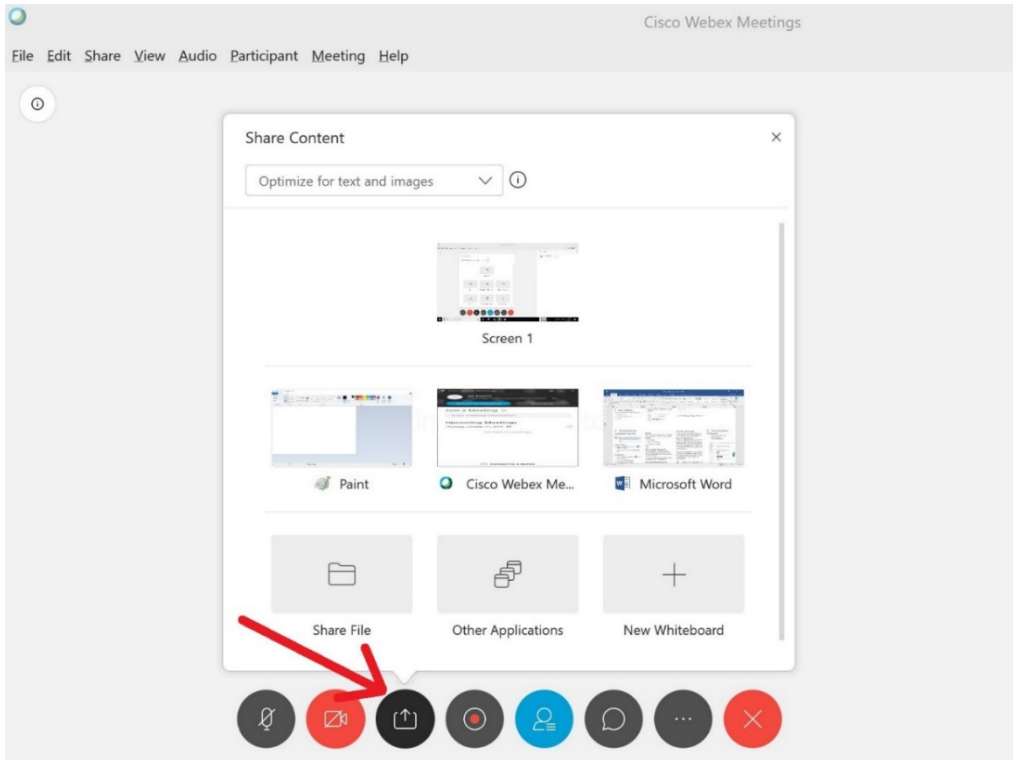 Cisco Webex Meetings
File Edit Share View Audio Participant Meeting Help
Share Content
Optimize for text and images
Screen 1
Paint
Cisco Webex Me...
Microsoft Word
Share File
Other Applications
New Whiteboard